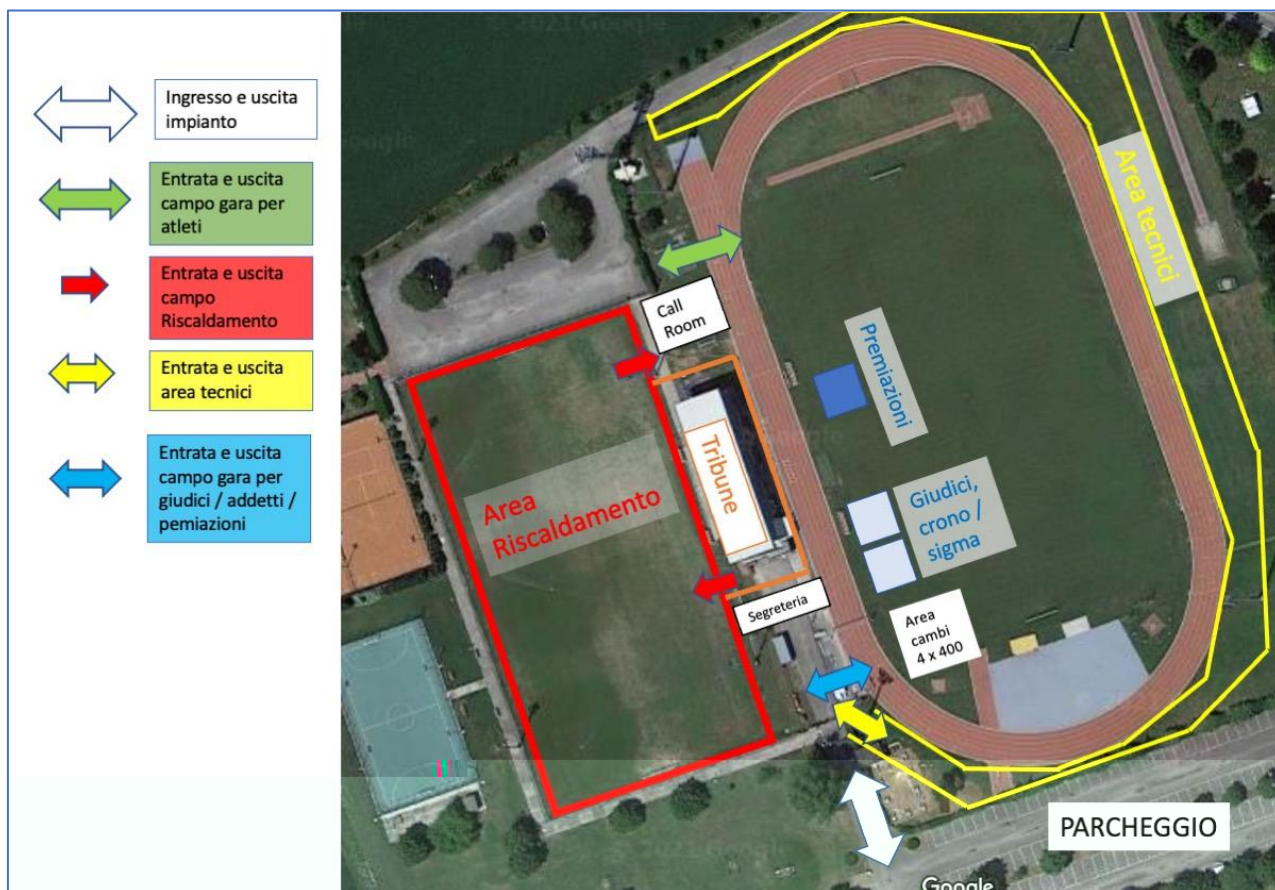 © 2021 Google
Ingresso e uscita
impianto
Entrata e uscita
campo gara per
atleti
Entrata e uscita
campo
Riscaldamento
Entrata e uscita
area tecnici
Entrata e uscita
campo gara per
giudici / addetti /
pemiazioni
Area tecnici
Call
Room
Premiazioni
Tribune
Area
Riscaldamento
Giudici,
crono /
sigma
Segreteria
Area
cambi
4 x 400
PARCHEGGIO
Google